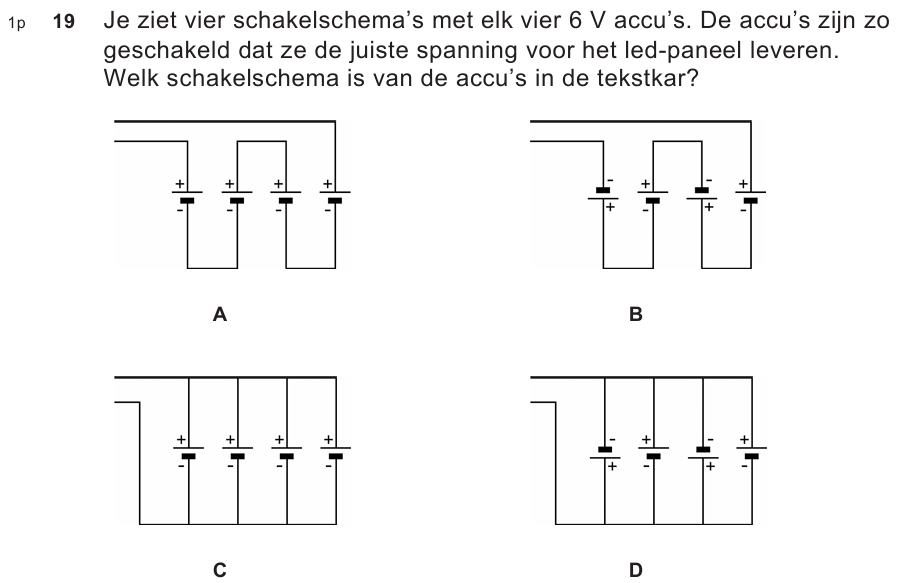 1p 19 Je ziet vier schakelschema’s met elk vier 6 V accu’s. De accu’s zijn zo
geschakeld dat ze de juiste spanning voor het led-paneel leveren.
Welk schakelschema is van de accu’s in de tekstkar?
+ + + +
- - - -
- + - +
+ - + -
A B
+ + + +
- - - -
- + - +
+ - + -
C D